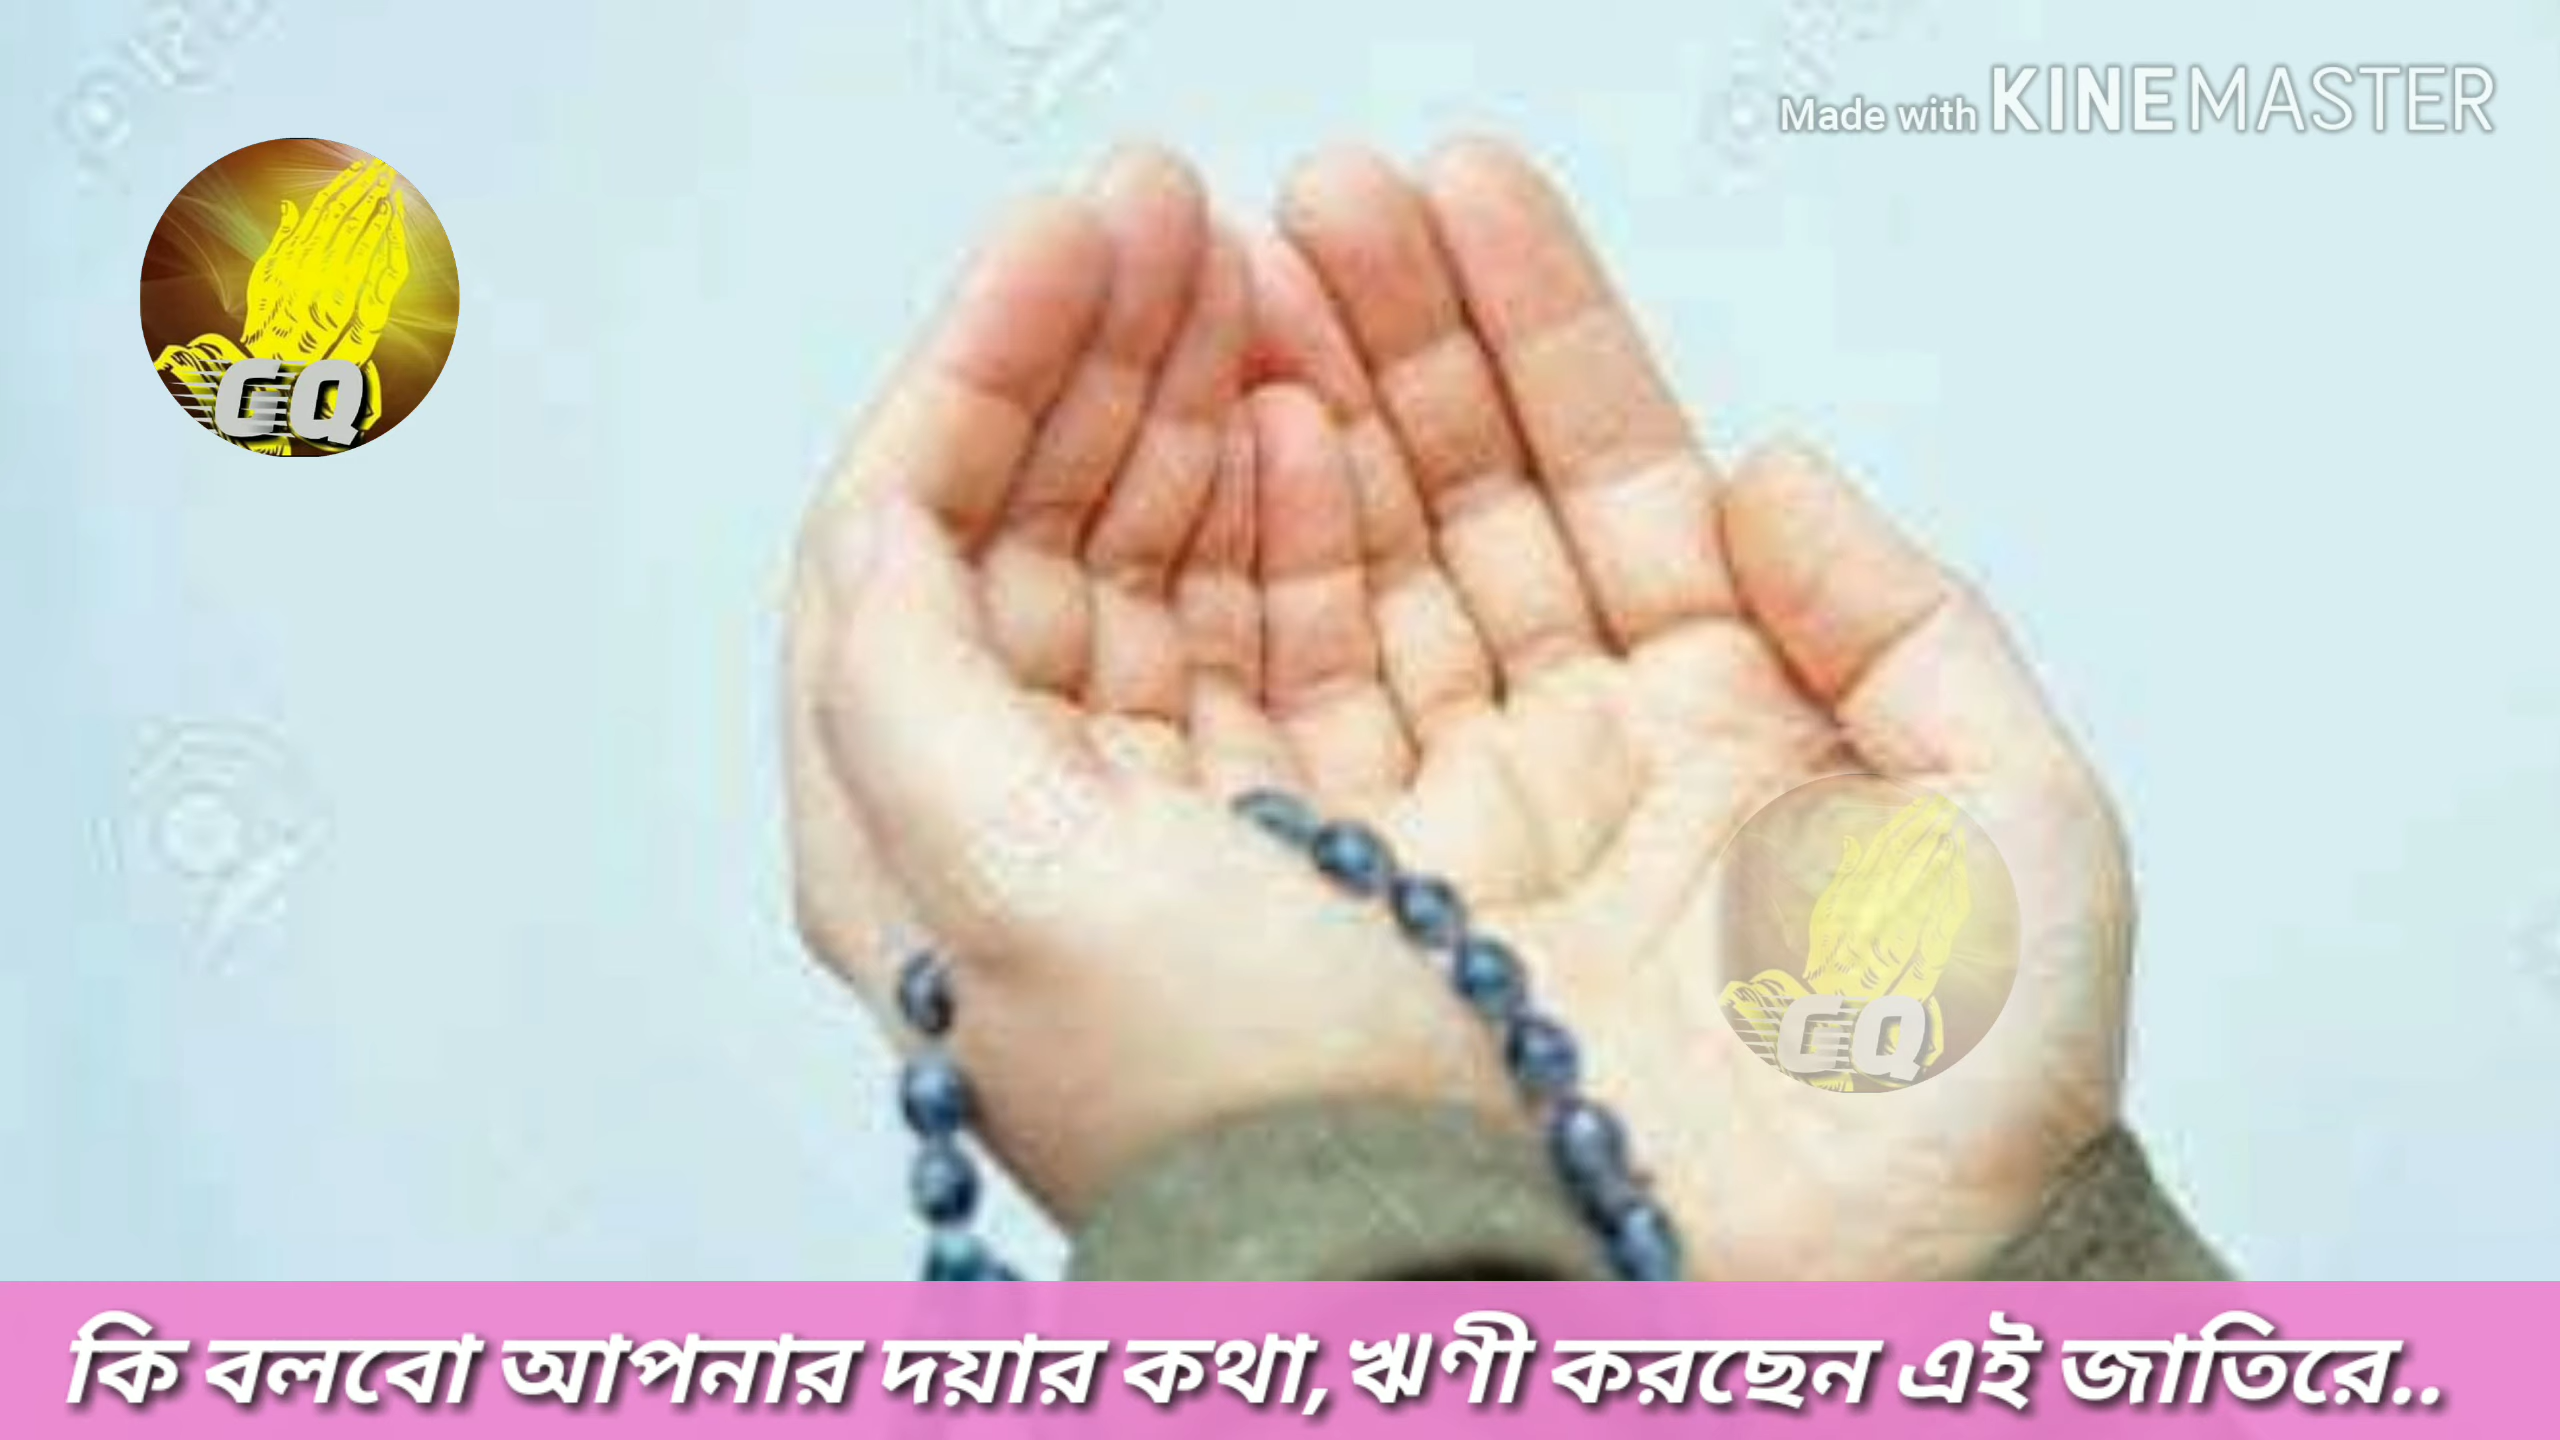 Made with KINEMASTER
GQ
GQ
কি বলবো আপনার দয়ার কথা,ঋণী করছেন এই জাতিরে..